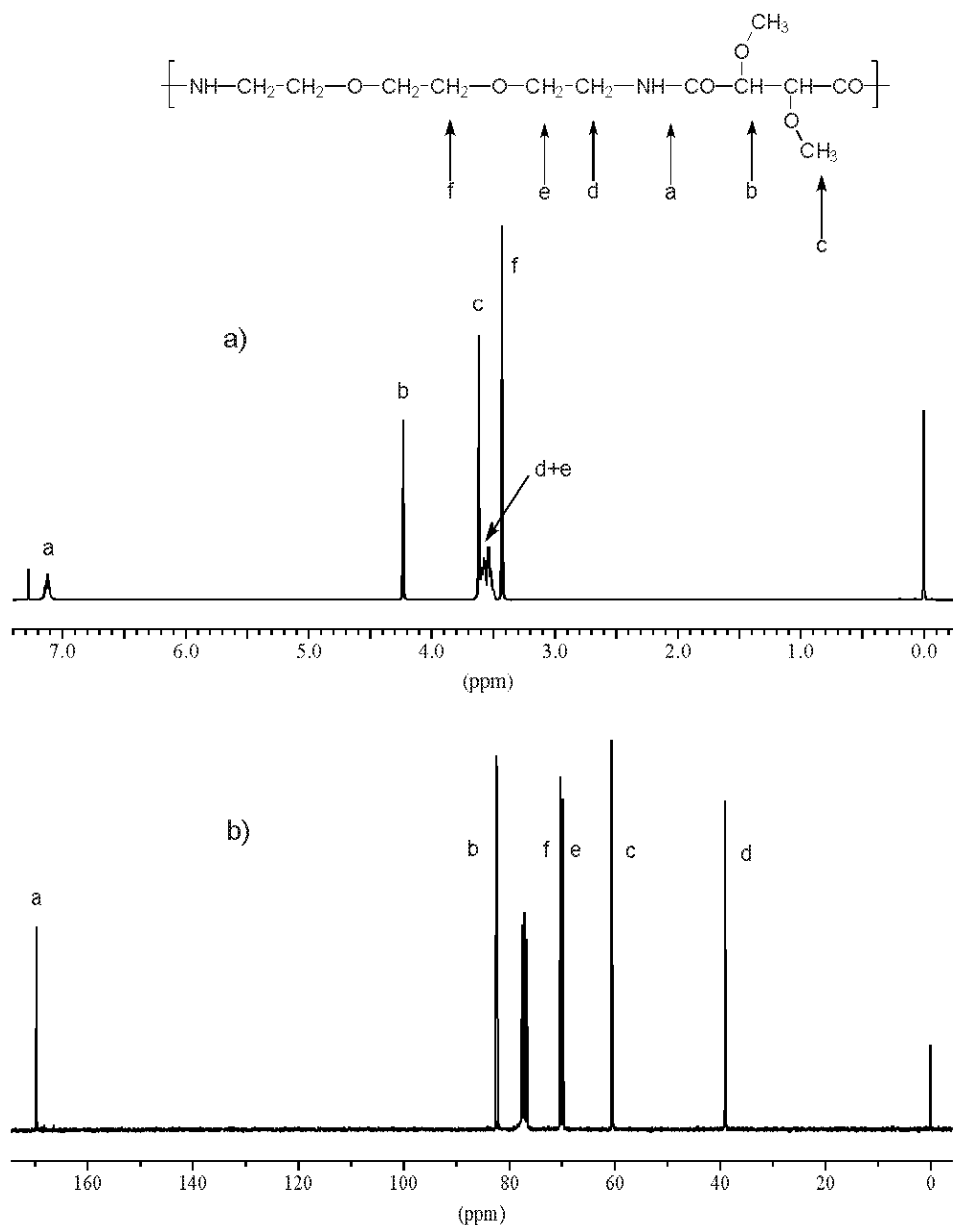 CH3
O
NH—CH2-CH2—O—CH2-CH2—O—CH2-CH2—NH—CO—CH—CH—CO
O
CH3
f e d a b
c
f
c
a)
b
d+e
a
7.0 6.0 4.0 3.0 2.0 1.0 0.0
(ppm)
b)
b f e c d
a
160 140 120 100 80 60 40 20 0
(ppm)